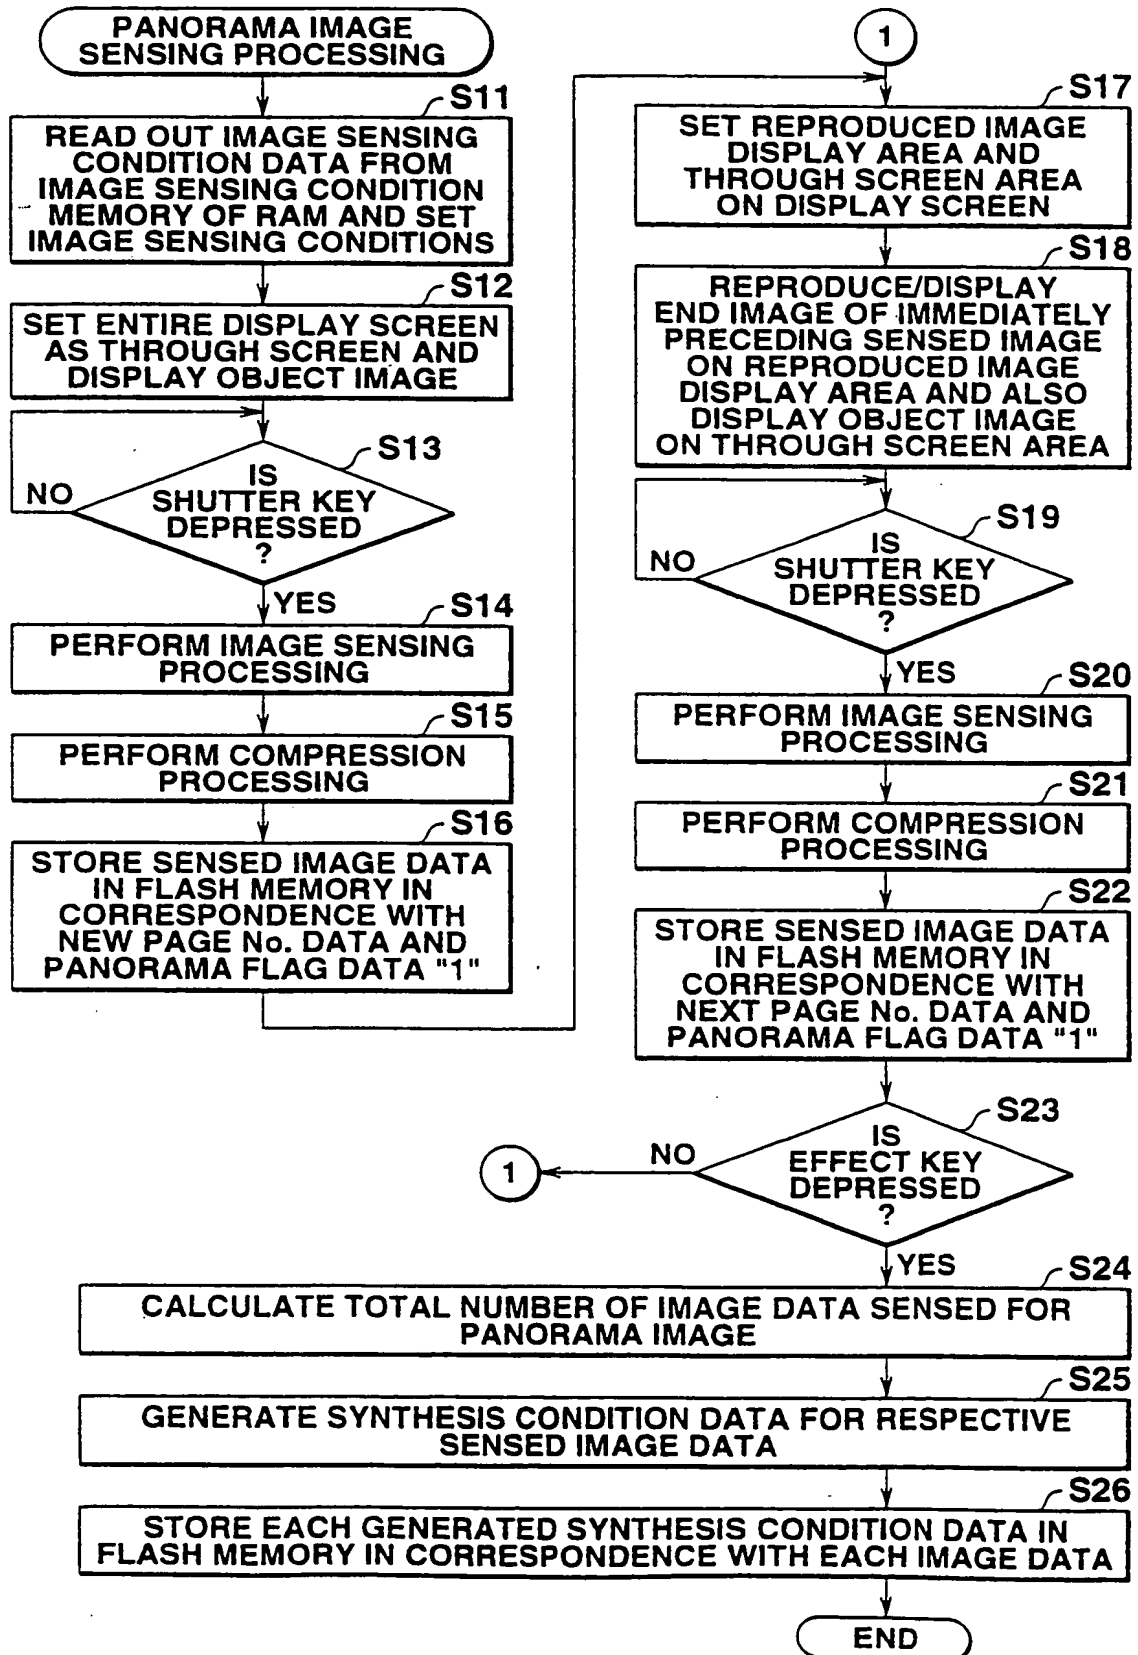 PANORAMA IMAGE
SENSING PROCESSING
S11
READ OUT IMAGE SENSING
CONDITION DATA FROM
IMAGE SENSING CONDITION
MEMORY OF RAM AND SET
IMAGE SENSING CONDITIONS
S12
SET ENTIRE DISPLAY SCREEN
AS THROUGH SCREEN AND
DISPLAY OBJECT IMAGE
S13
IS
SHUTTER KEY
DEPRESSED
?
NO
YES
S14
PERFORM IMAGE SENSING
PROCESSING
S15
PERFORM COMPRESSION
PROCESSING
S16
STORE SENSED IMAGE DATA
IN FLASH MEMORY IN
CORRESPONDENCE WITH
NEW PAGE No. DATA AND
PANORAMA FLAG DATA "1"
1
S17
SET REPRODUCED IMAGE
DISPLAY AREA AND
THROUGH SCREEN AREA
ON DISPLAY SCREEN
S18
REPRODUCE/DISPLAY
END IMAGE OF IMMEDIATELY
PRECEDING SENSED IMAGE
ON REPRODUCED IMAGE
DISPLAY AREA AND ALSO
DISPLAY OBJECT IMAGE
ON THROUGH SCREEN AREA
S19
IS
SHUTTER KEY
DEPRESSED
?
NO
YES
S20
PERFORM IMAGE SENSING
PROCESSING
S21
PERFORM COMPRESSION
PROCESSING
S22
STORE SENSED IMAGE DATA
IN FLASH MEMORY IN
CORRESPONDENCE WITH
NEXT PAGE No. DATA AND
PANORAMA FLAG DATA "1"
S23
IS
EFFECT KEY
DEPRESSED
?
NO
1
YES
S24
CALCULATE TOTAL NUMBER OF IMAGE DATA SENSED FOR
PANORAMA IMAGE
S25
GENERATE SYNTHESIS CONDITION DATA FOR RESPECTIVE
SENSED IMAGE DATA
S26
STORE EACH GENERATED SYNTHESIS CONDITION DATA IN
FLASH MEMORY IN CORRESPONDENCE WITH EACH IMAGE DATA
END